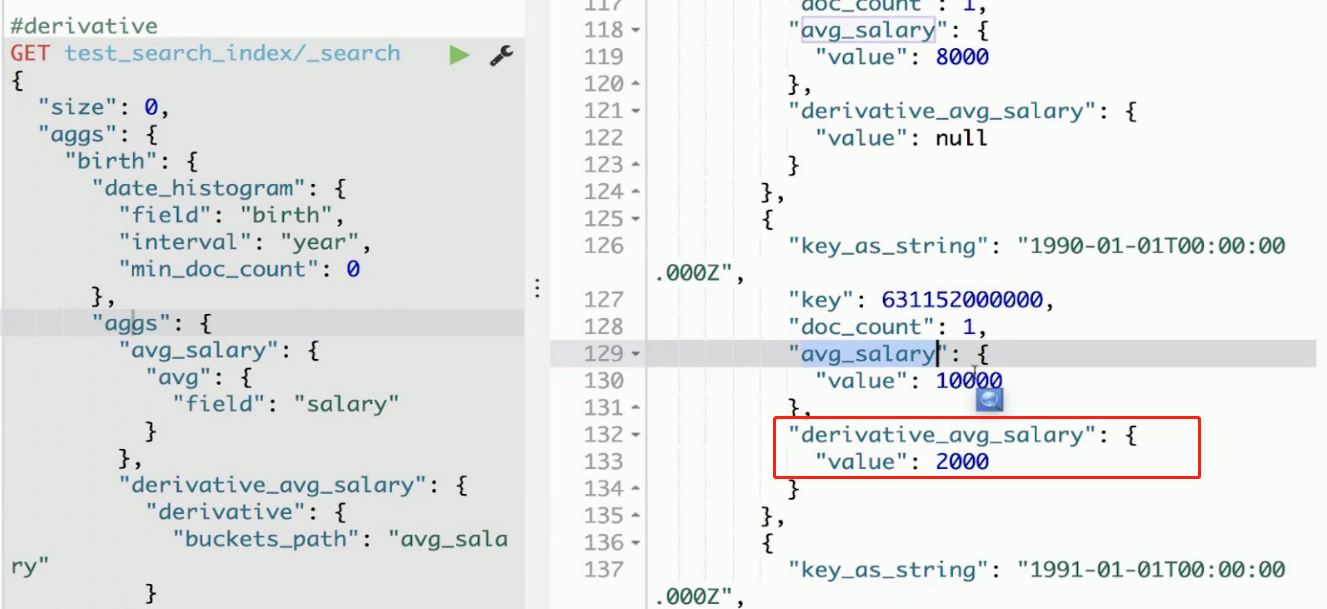 #derivative
GET test_search_index/_search
{
"size": 0,
"aggs": {
"birth": {
"date_histogram": {
"field": "birth",
"interval": "year",
"min_doc_count": 0
},
"aggs": {
"avg_salary": {
"avg": {
"field": "salary"
}
},
"derivative_avg_salary": {
"derivative": {
"buckets_path": "avg_sala
ry"
}
117 "doc_count": 1,
118 "avg_salary": {
119 "value": 8000
120 },
121 "derivative_avg_salary": {
122 "value": null
123 }
124 },
125 {
126 "key_as_string": "1990-01-01T00:00:00
.000Z",
127 "key": 631152000000,
128 "doc_count": 1,
129 "avg_salary": {
130 "value": 10000
131 },
132 "derivative_avg_salary": {
133 "value": 2000
134 }
135 },
136 {
137 "key_as_string": "1991-01-01T00:00:00
.000Z",